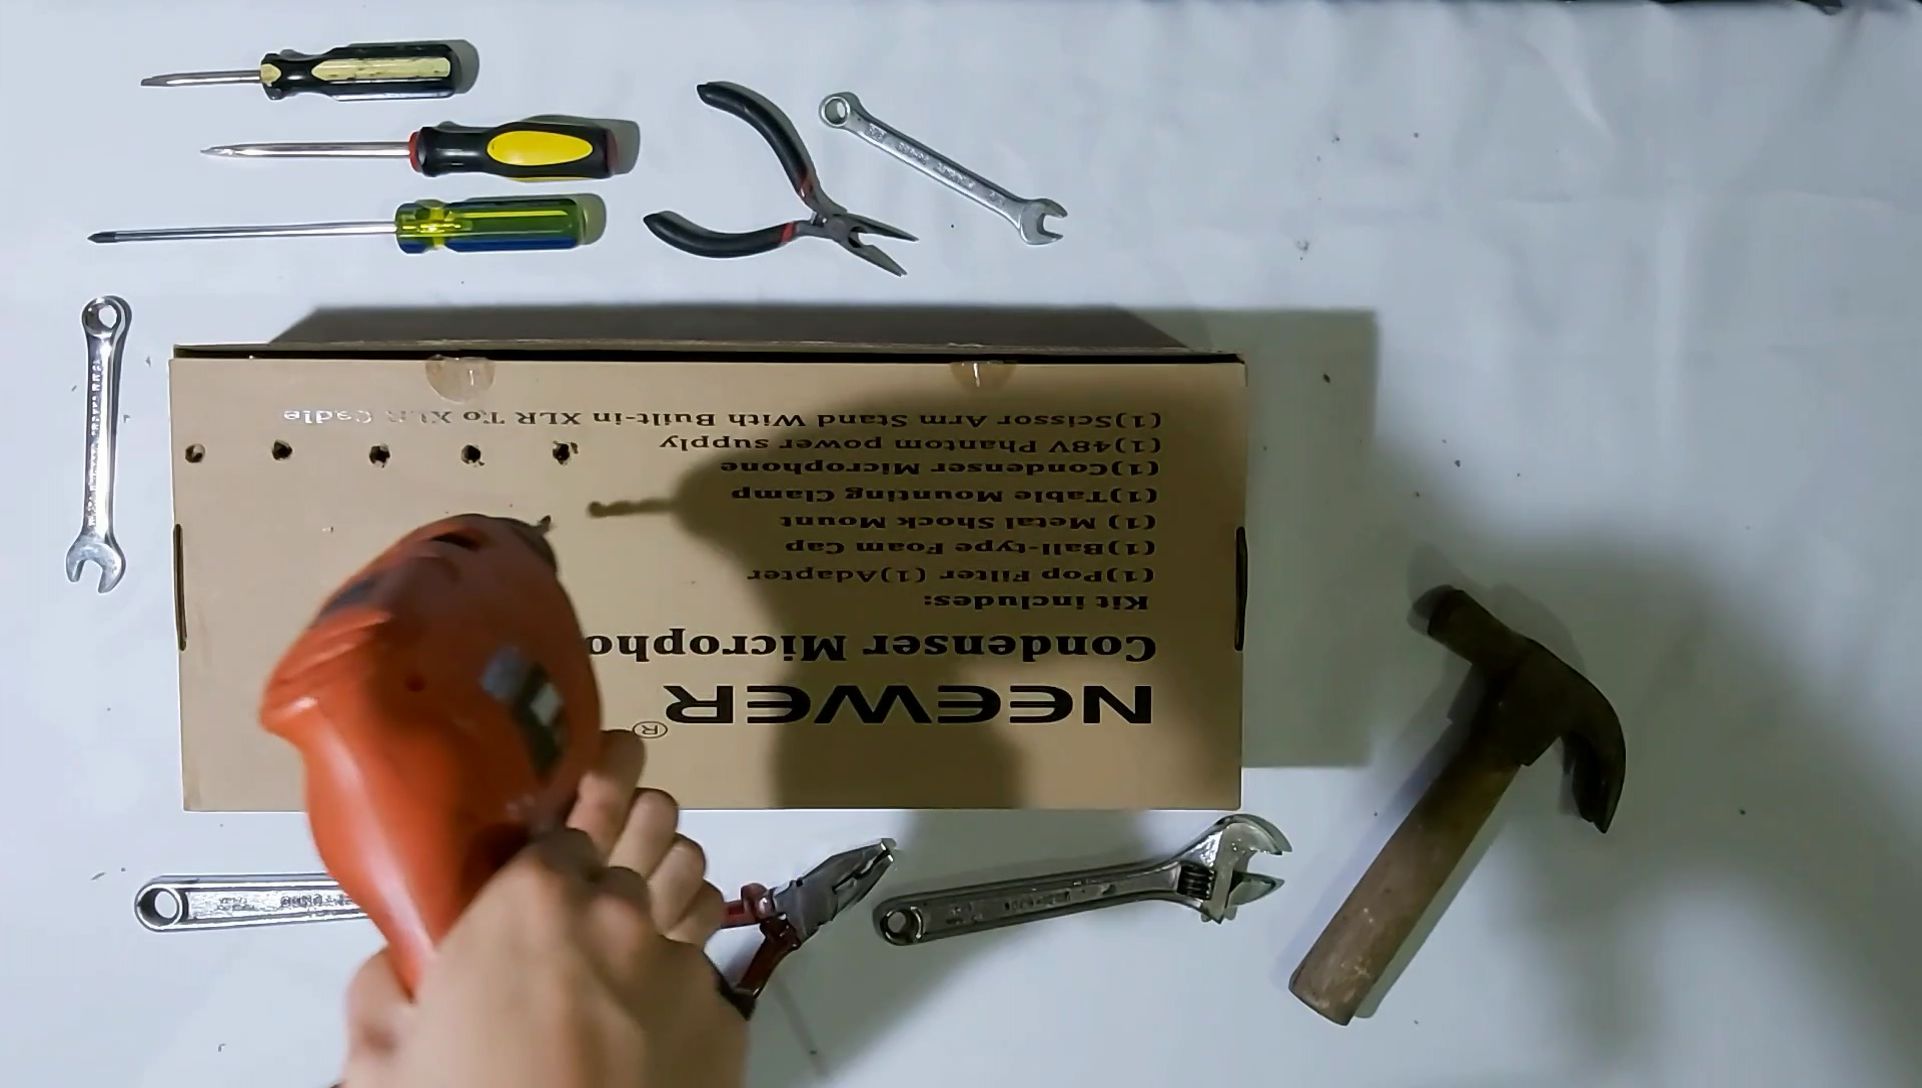 NEEWER®
Condenser Micropho
Kit includes:
(1)Pop Filter (1)Adapter
(1)Ball-type Foam Cap
(1) Metal Shock Mount
(1)Table Mounting Clamp
(1)Condenser Microphone
(1)48V Phantom power supply
(1)Scissor Arm Stand With Built-in XLR To XLR Cable